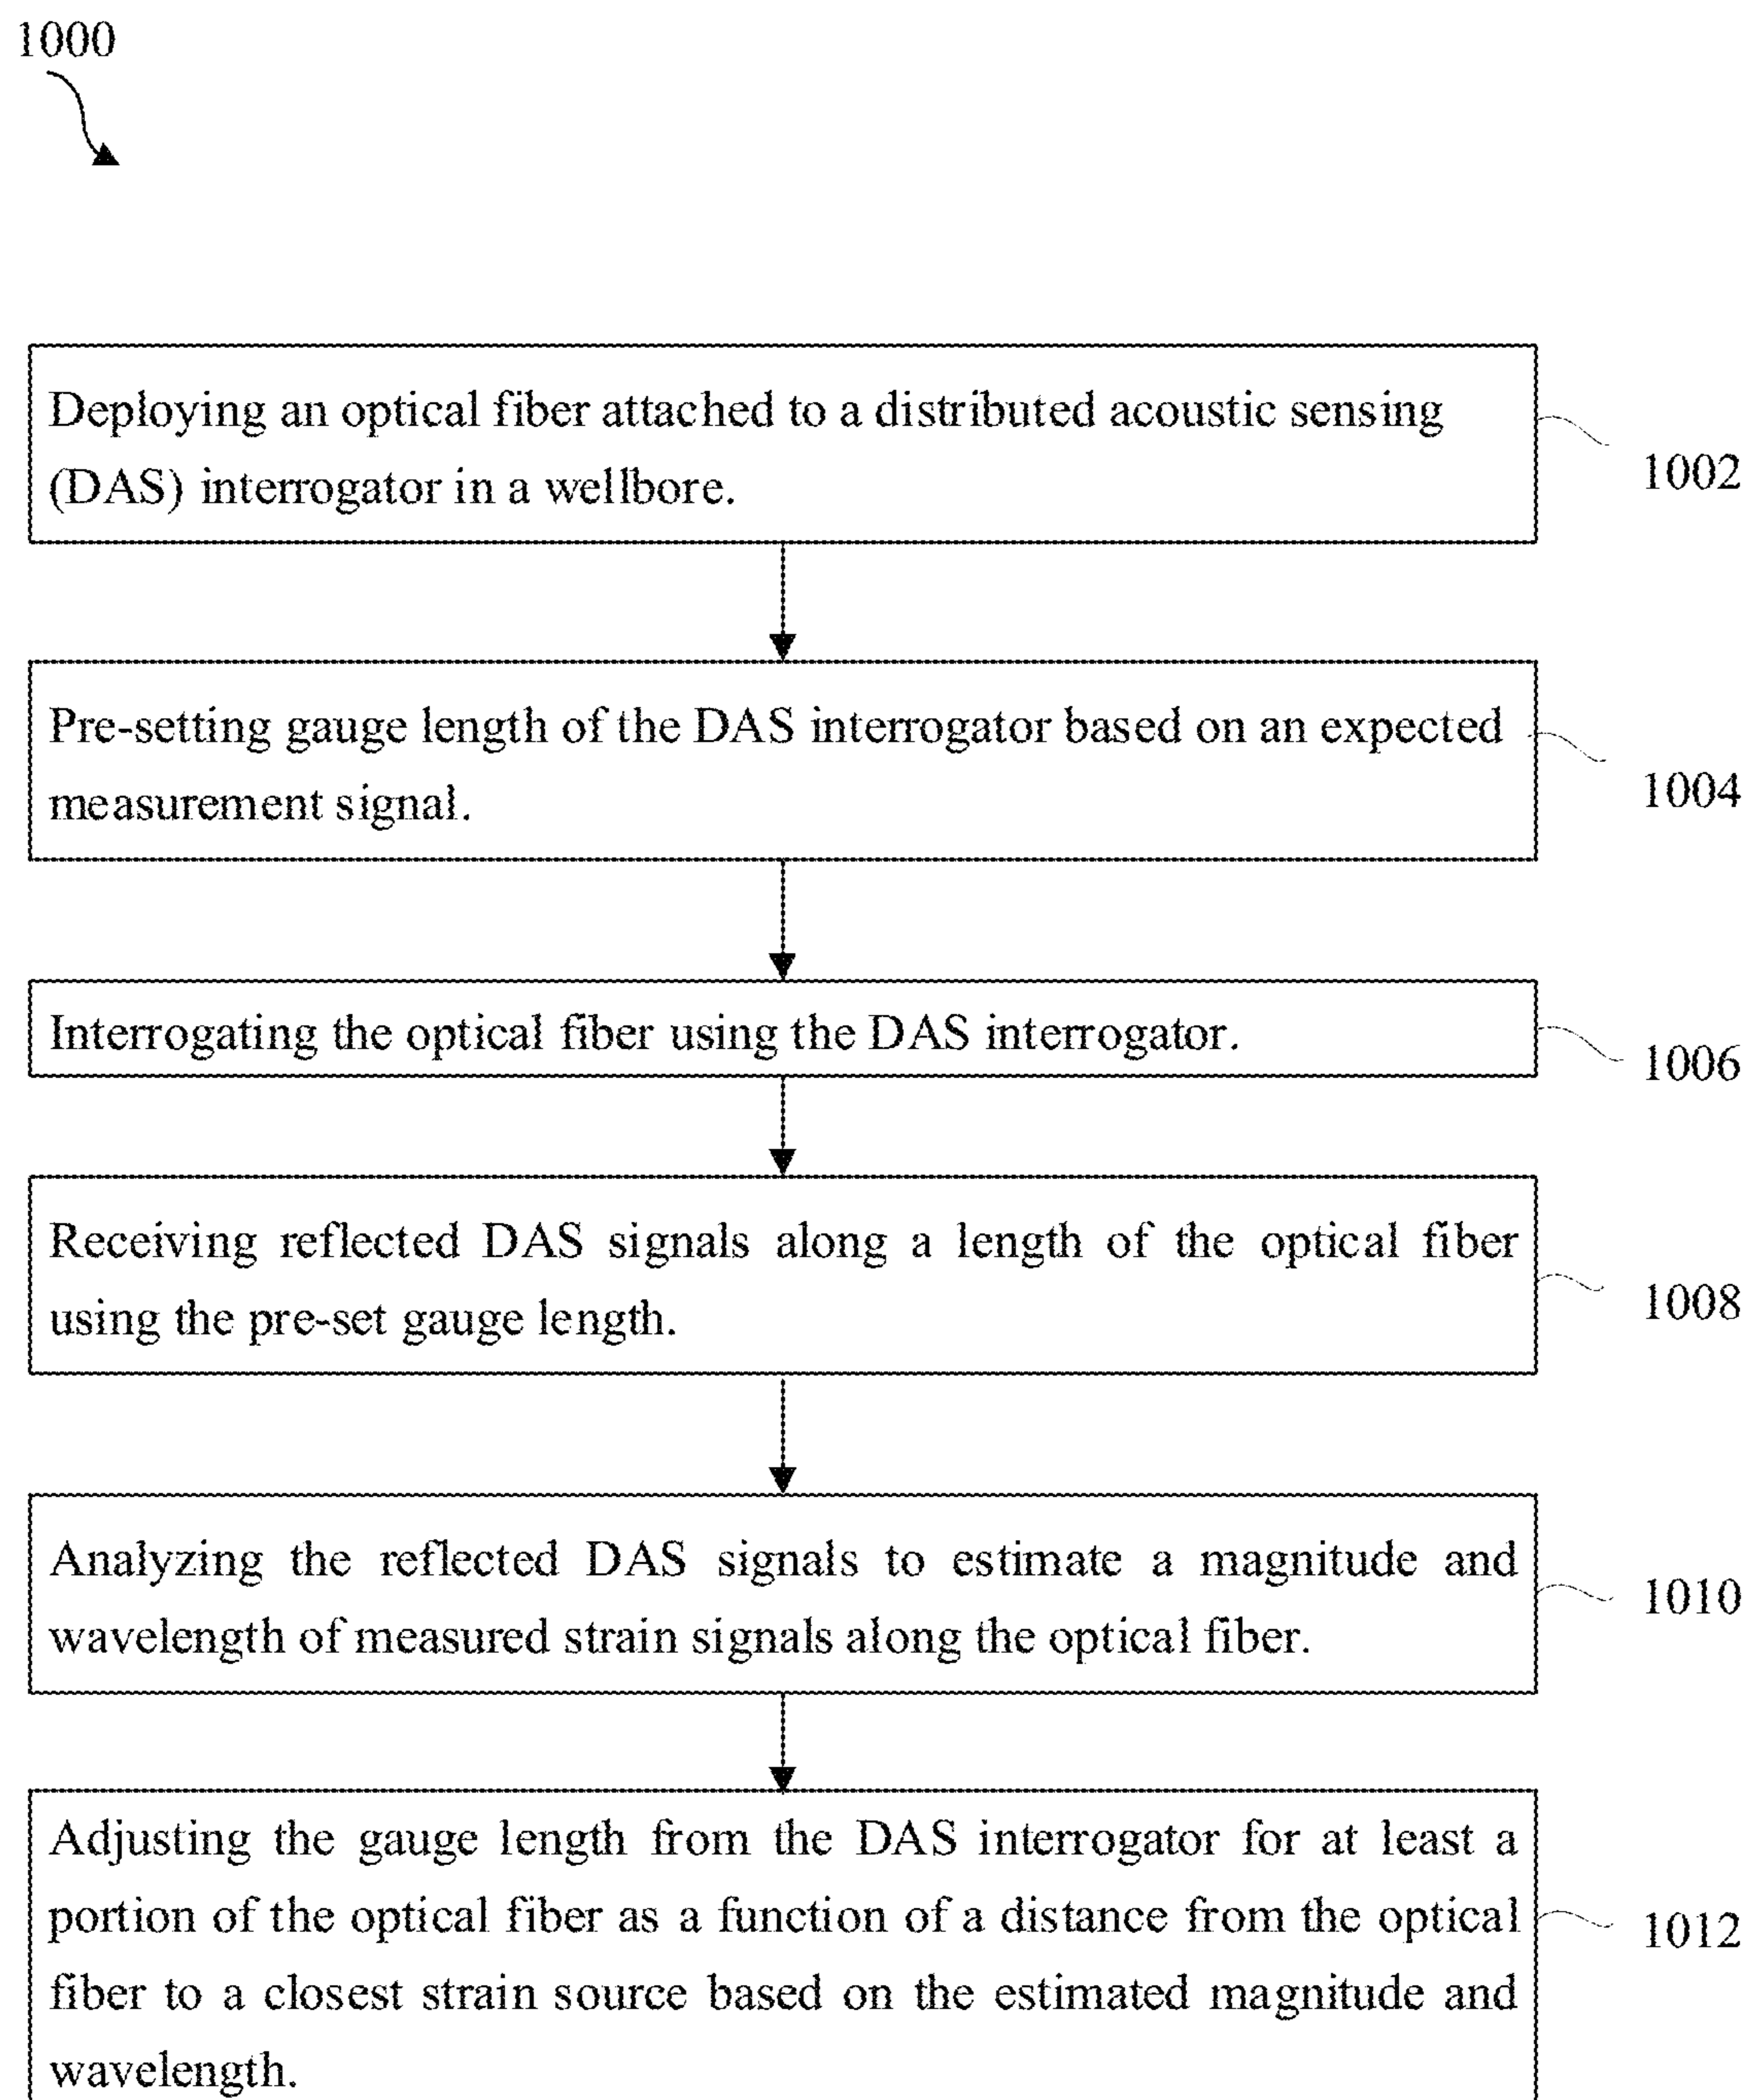 1000
Deploying an optical fiber attached to a distributed acoustic sensing
(DAS) interrogator in a wellbore.
1002
Pre-setting gauge length of the DAS interrogator based on an expected
measurement signal.
1004
Interrogating the optical fiber using the DAS interrogator.
1006
Receiving reflected DAS signals along a length of the optical fiber
using the pre-set gauge length.
1008
Analyzing the reflected DAS signals to estimate a magnitude and
wavelength of measured strain signals along the optical fiber.
1010
Adjusting the gauge length from the DAS interrogator for at least a
portion of the optical fiber as a function of a distance from the optical
fiber to a closest strain source based on the estimated magnitude and
wavelength.
1012